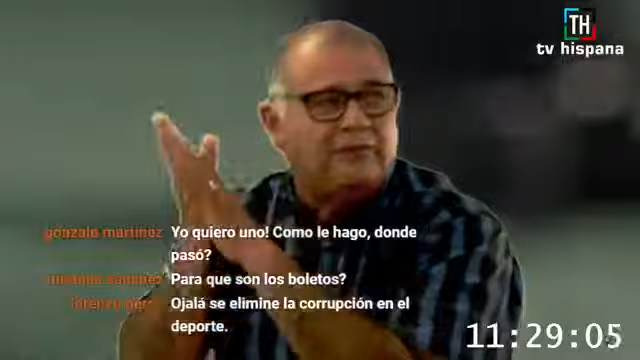 TH
tv hispana
gonzalo martínez Yo quiero uno! Como le hago, donde
pasó?
Para que son los boletos?
Ojalá se elimine la corrupción en el
deporte.
11:29:05